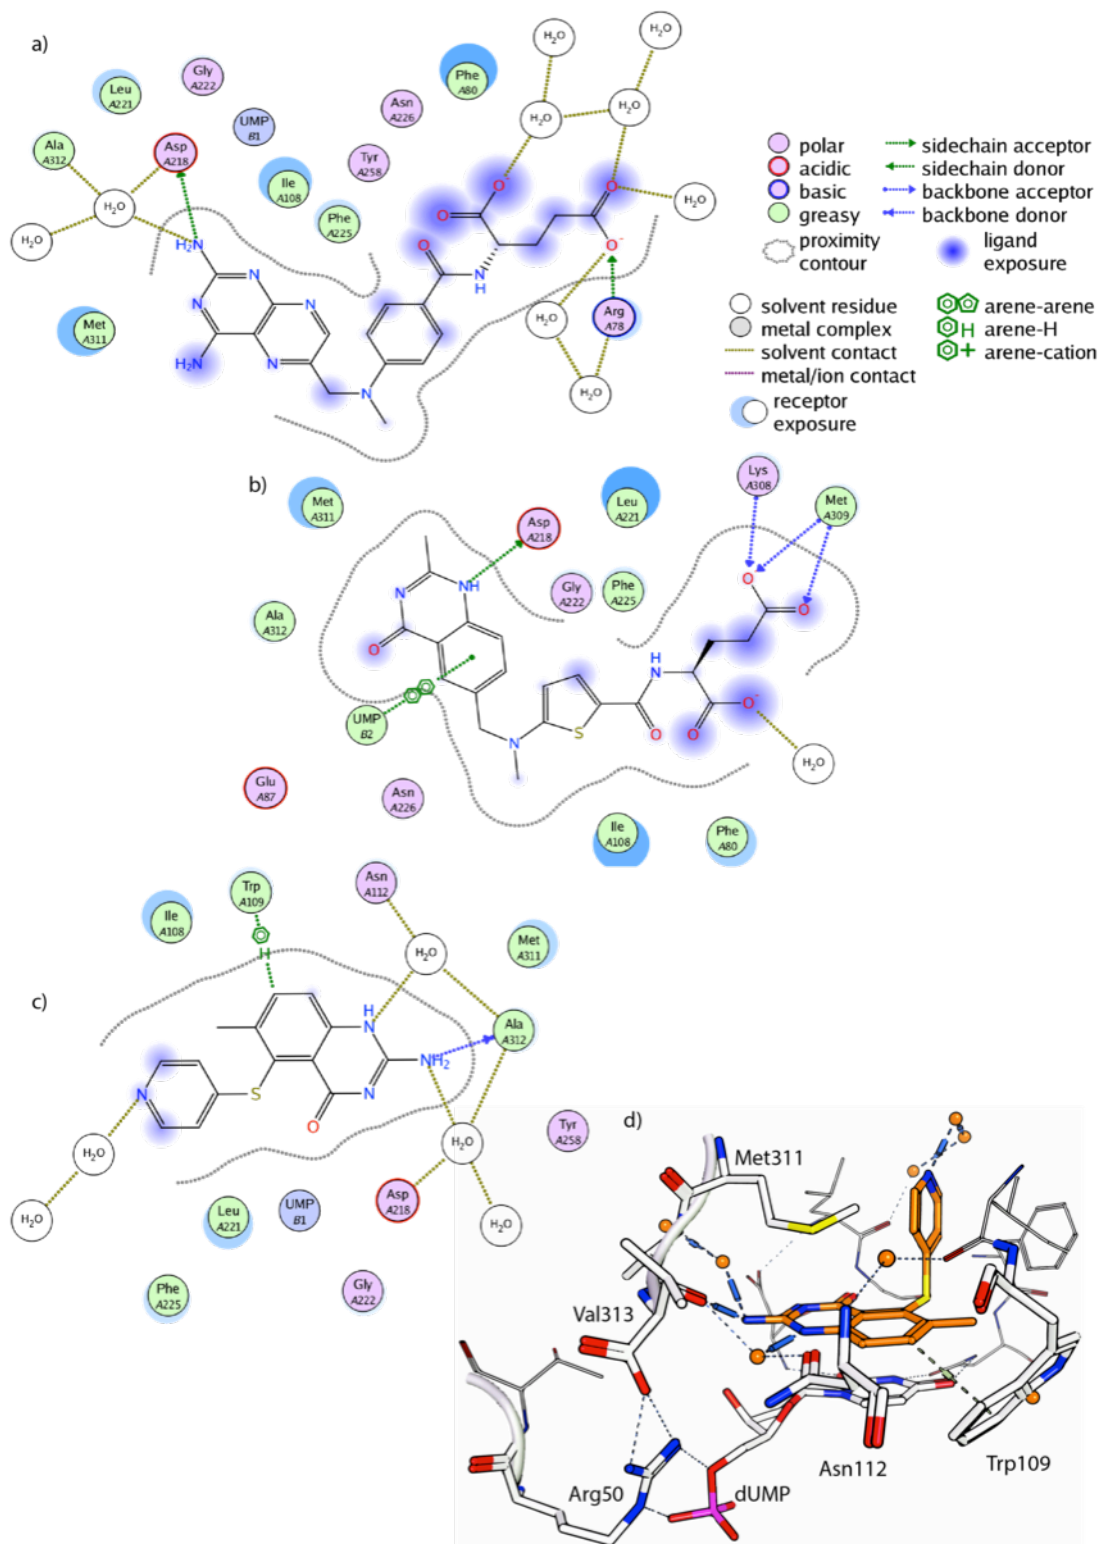 a)
H₂O
H₂O
Phe
A80
Gly
A222
Leu
A221
Asn
A226
H₂O
H₂O
UMP
B1
Ala
A312
Asp
A218
Tyr
A258
Ile
A108
H₂O
O⁻
O
O
H₂O
Phe
A225
O
H₂O
H₂N
O
O⁻
N
N
N
N
H
H₂O
Arg
A78
Met
A311
N
H₂N
N
N
H₂O
polar
acidic
basic
greasy
proximity
contour
sidechain acceptor
sidechain donor
backbone acceptor
backbone donor
ligand
exposure
solvent residue
metal complex
solvent contact
metal/ion contact
receptor
exposure
arene-arene
H
arene-H
+
arene-cation
b)
Lys
A308
Met
A311
Leu
A221
Met
A309
Asp
A218
N
NH
Gly
A222
Phe
A225
O
O
Ala
A312
O
H
N
O⁻
UMP
B2
S
O
O
N
H₂O
Glu
A87
Asn
A226
Ile
A108
Phe
A80
c)
Trp
A109
Asn
A112
Ile
A108
H
H₂O
Met
A311
H
N
Ala
A312
NH₂
N
S
N
O
H₂O
H₂O
Tyr
A258
H₂O
Leu
A221
UMP
B1
Asp
A218
H₂O
Phe
A225
Gly
A222
d)
Met311
Val313
Arg50
dUMP
Asn112
Trp109